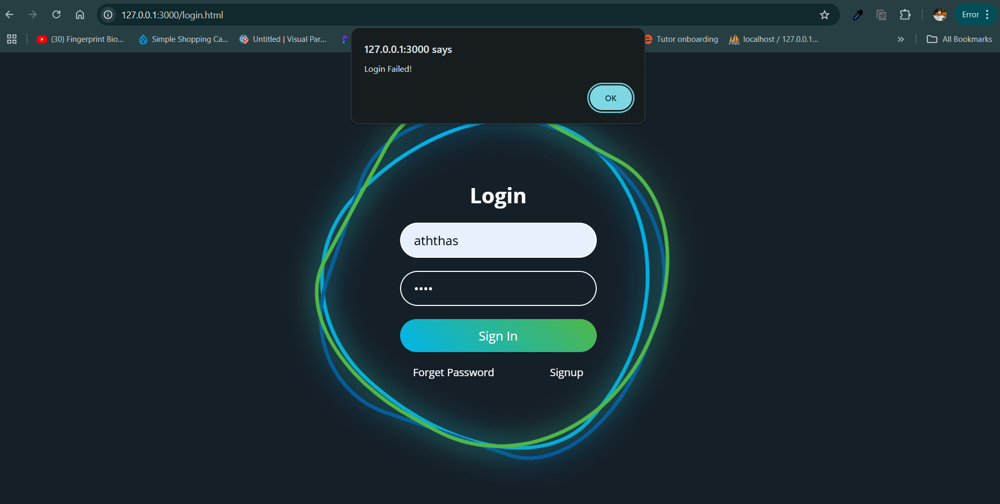 127.0.0.1:3000/login.html
Error
(30) Fingerprint Bio...
Simple Shopping Ca...
Untitled | Visual Par...
Tutor onboarding
localhost / 127.0.0.1...
All Bookmarks
127.0.0.1:3000 says
Login Failed!
OK
Login
aththas
••••
Sign In
Forget Password
Signup